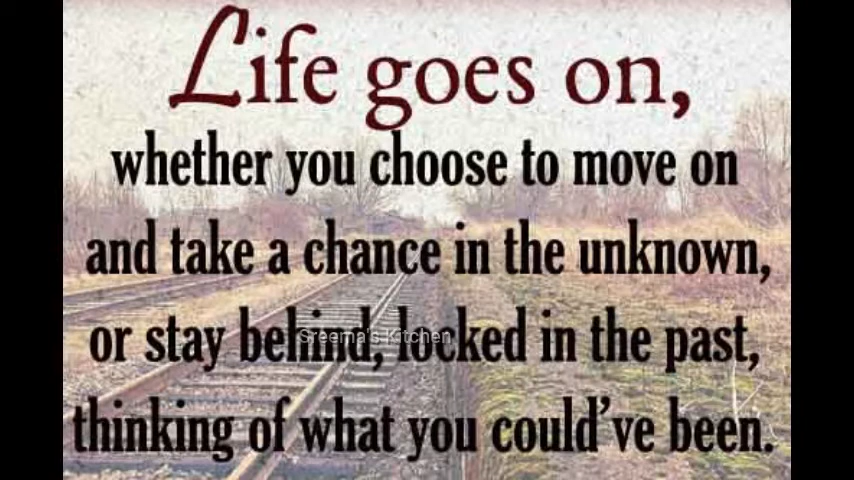 Life goes on,
whether you choose to move on
and take a chance in the unknown,
or stay behind, locked in the past,
Sreema's Kitchen
thinking of what you could've been.